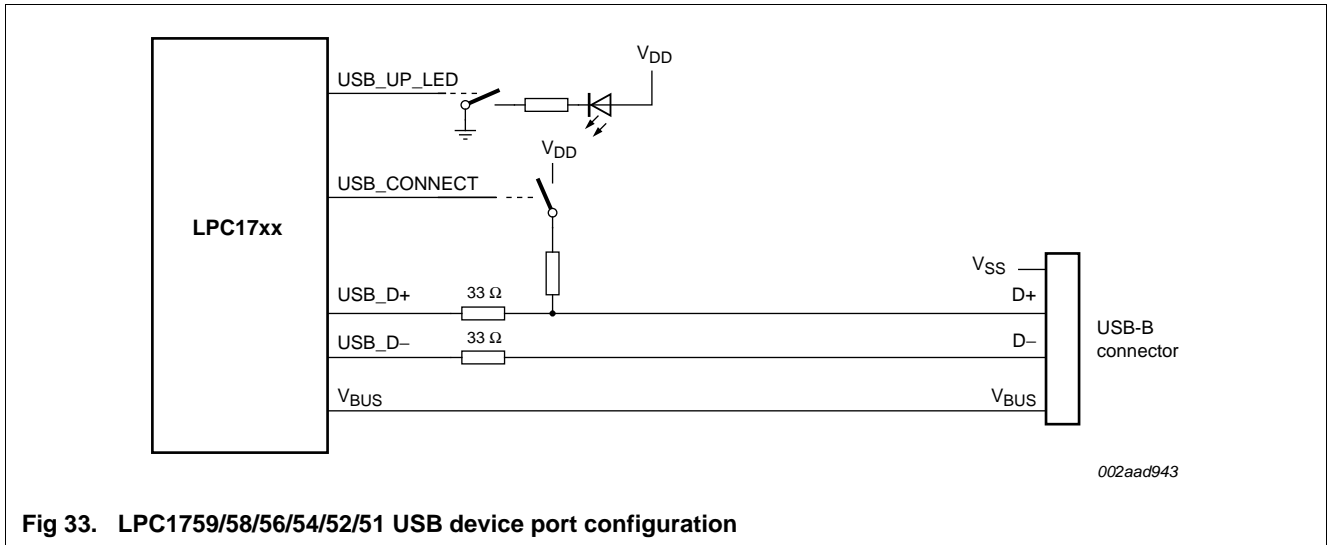 V_DD
USB_UP_LED
V_DD
USB_CONNECT
LPC17xx
V_SS
USB_D+ 33 Ω D+
USB_D− 33 Ω D−
USB-B
connector
V_BUS V_BUS
002aad943
Fig 33. LPC1759/58/56/54/52/51 USB device port configuration